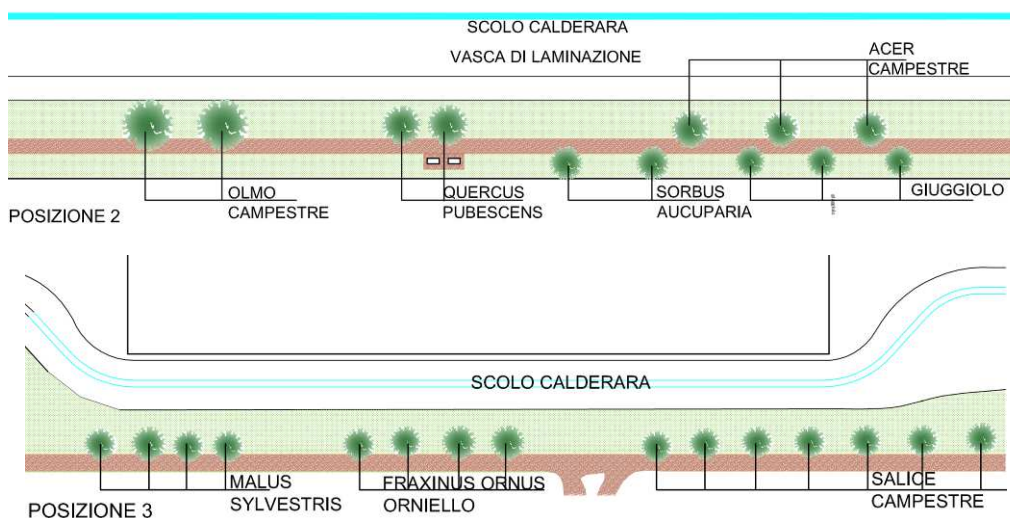 SCOLO CALDERARA
VASCA DI LAMINAZIONE
ACER
CAMPESTRE
OLMO
CAMPESTRE
QUERCUS
PUBESCENS
SORBUS
AUCUPARIA
GIUGGIOLO
POSIZIONE 2
SCOLO CALDERARA
MALUS
SYLVESTRIS
FRAXINUS ORNUS
ORNIELLO
SALICE
CAMPESTRE
POSIZIONE 3